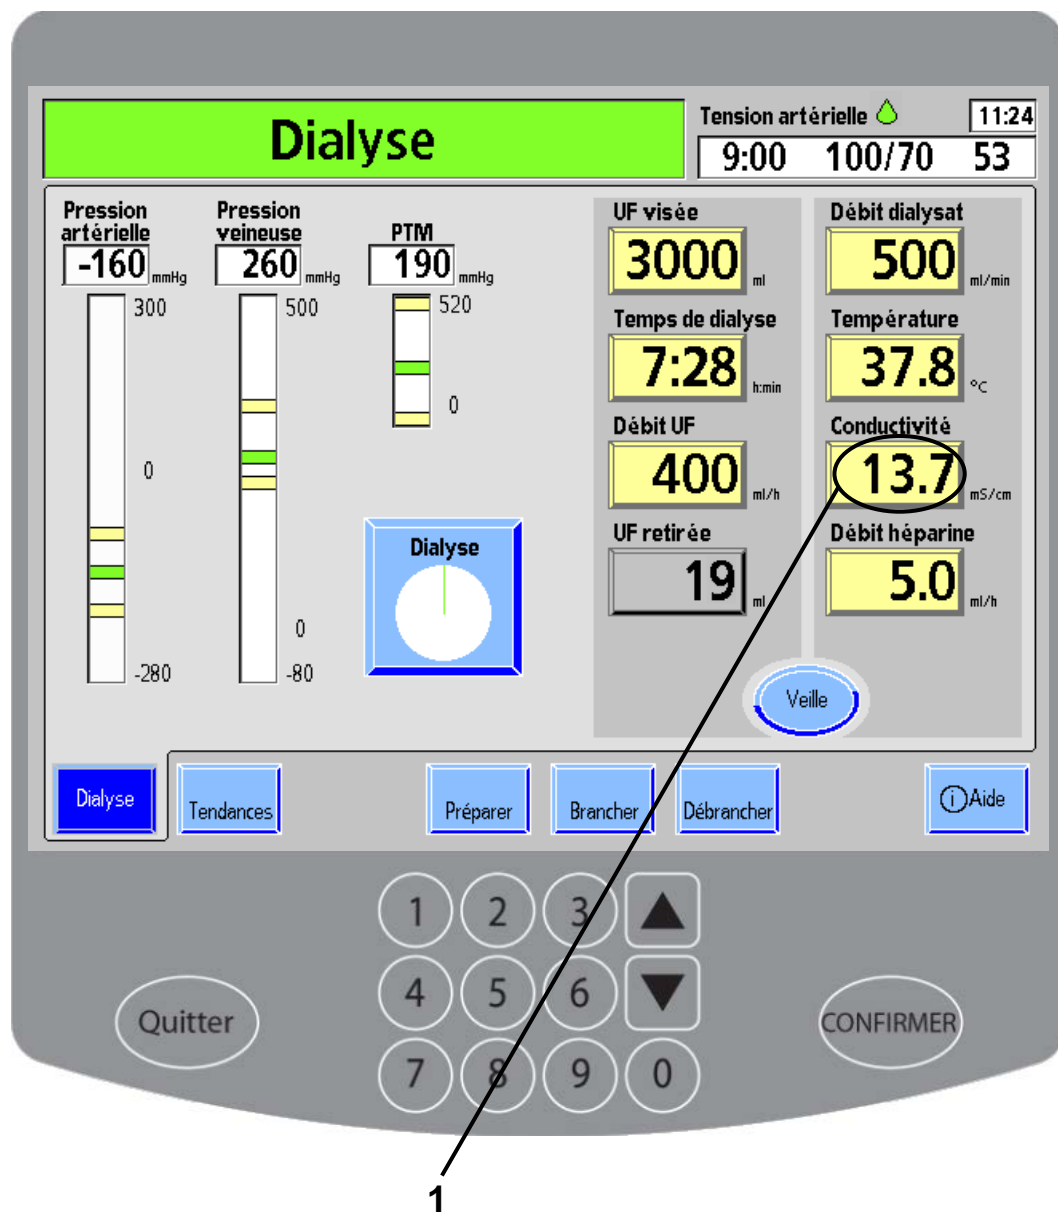 Dialyse
Tension artérielle 11:24
9:00 100/70 53
Pression artérielle
-160 mmHg
300
0
-280
Pression veineuse
260 mmHg
500
0
-80
PTM
190 mmHg
520
0
Dialyse
UF visée
3000 ml
Temps de dialyse
7:28 h:min
Débit UF
400 ml/h
UF retirée
19 ml
Débit dialysat
500 ml/min
Température
37.8 °C
Conductivité
13.7 mS/cm
Débit héparine
5.0 ml/h
Veille
Dialyse Tendances Préparer Brancher Débrancher iAide
1 2 3
4 5 6
7 8 9 0
Quitter
CONFIRMER
1